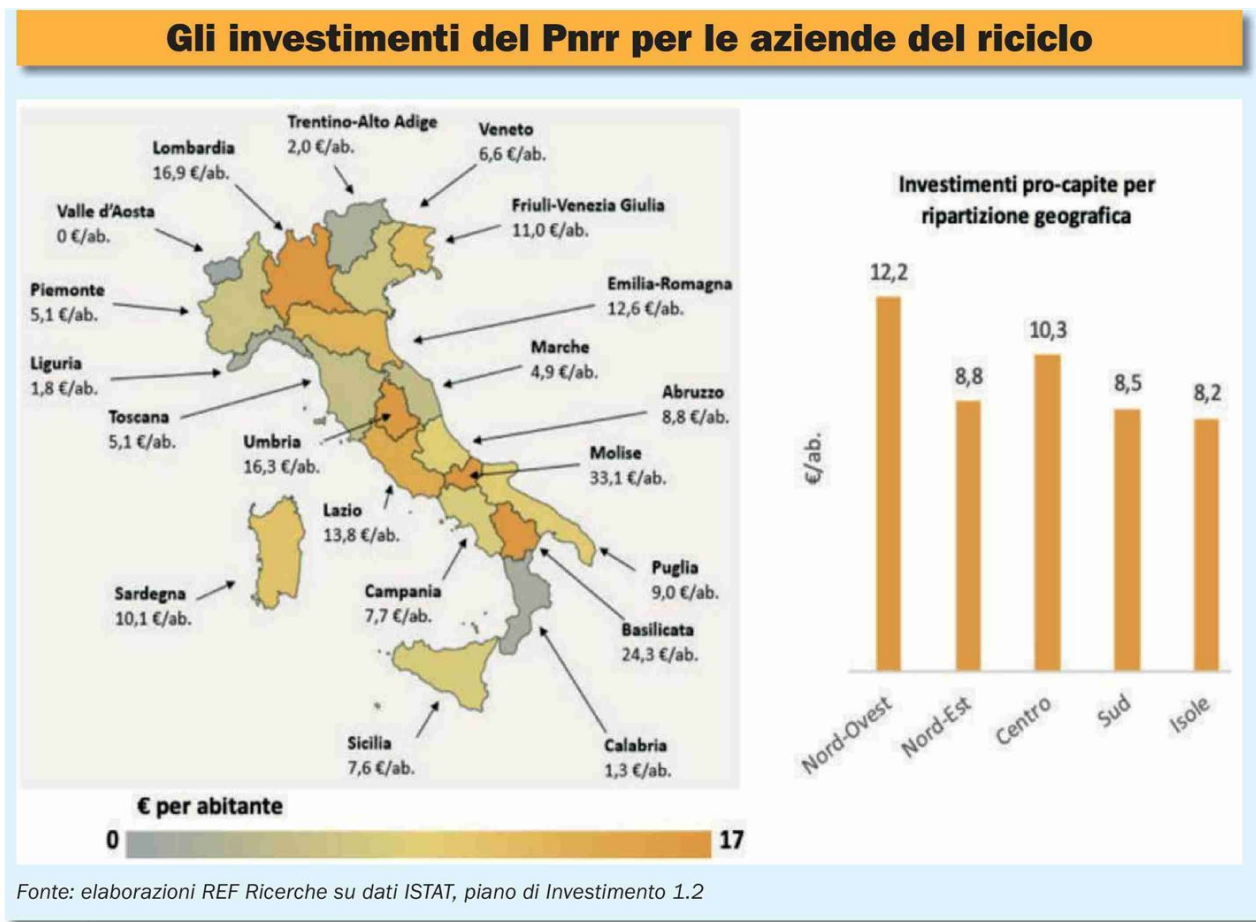 Gli investimenti del Pnrr per le aziende del riciclo
Trentino-Alto Adige
2,0 €/ab.
Veneto
6,6 €/ab.
Lombardia
16,9 €/ab.
Valle d'Aosta
0 €/ab.
Friuli-Venezia Giulia
11,0 €/ab.
Piemonte
5,1 €/ab.
Emilia-Romagna
12,6 €/ab.
Liguria
1,8 €/ab.
Marche
4,9 €/ab.
Toscana
5,1 €/ab.
Abruzzo
8,8 €/ab.
Umbria
16,3 €/ab.
Molise
33,1 €/ab.
Lazio
13,8 €/ab.
Sardegna
10,1 €/ab.
Campania
7,7 €/ab.
Puglia
9,0 €/ab.
Basilicata
24,3 €/ab.
Sicilia
7,6 €/ab.
Calabria
1,3 €/ab.
€ per abitante
0
17
Investimenti pro-capite per
ripartizione geografica
12,2
8,8
10,3
8,5
8,2
€/ab.
Nord-Ovest
Nord-Est
Centro
Sud
Isole
Fonte: elaborazioni REF Ricerche su dati ISTAT, piano di Investimento 1.2